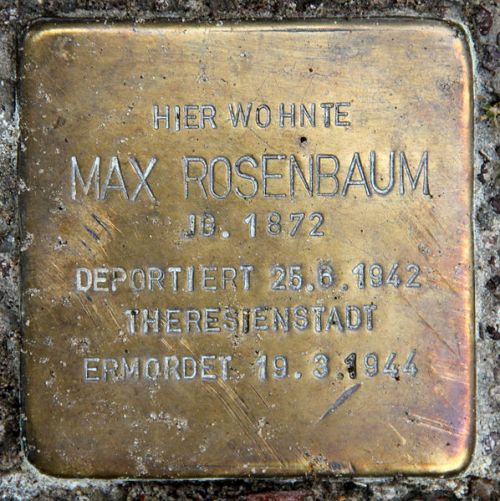 HIER WOHNTE
MAX ROSENBAUM
JG. 1872
DEPORTIERT 25.6.1942
THERESIENSTADT
ERMORDET 19.3.1944